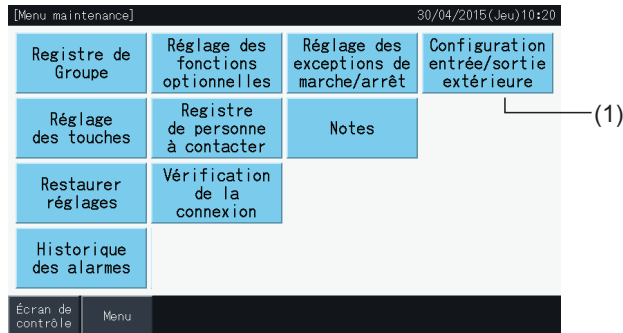 [Menu maintenance] 30/04/2015(Jeu)10:20
Registre de
Groupe
Réglage des
fonctions
optionnelles
Réglage des
exceptions de
marche/arrêt
Configuration
entrée/sortie
extérieure
(1)
Réglage
des touches
Registre
de personne
à contacter
Notes
Restaurer
réglages
Vérification
de la
connexion
Historique
des alarmes
Écran de
contrôle
Menu